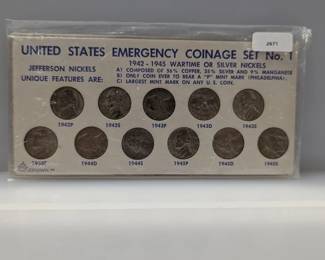 J671
UNITED STATES EMERGENCY COINAGE SET No. 1
1942 - 1945 WARTIME OR SILVER NICKELS
JEFFERSON NICKELS
UNIQUE FEATURES ARE:
A) COMPOSED OF 56% COPPER, 35% SILVER AND 9% MANGANESE
B) ONLY COIN EVER TO BEAR A "P" MINT MARK (PHILADELPHIA)
C) LARGEST MINT MARK ON ANY U.S. COIN.
1942P 1942S 1943P 1943D 1943S
1944P 1944D 1944S 1945P 1945D 1945S